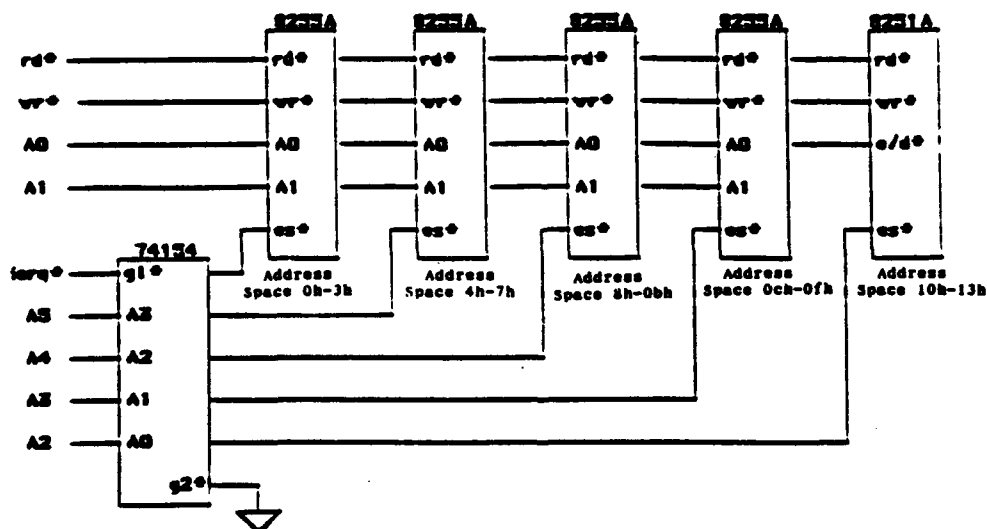 8255A 8255A 8255A 8255A 8251A
rd* rd* rd* rd* rd* rd*
wr* wr* wr* wr* wr* wr*
A0 A0 A0 A0 A0 c/d*
A1 A1 A1 A1 A1
cs* cs* cs* cs* cs*
74154
iorq* g1*
Address Space 0h-3h
Address Space 4h-7h
Address Space 8h-0bh
Address Space 0ch-0fh
Address Space 10h-13h
A5 A3
A4 A2
A3 A1
A2 A0
g2*